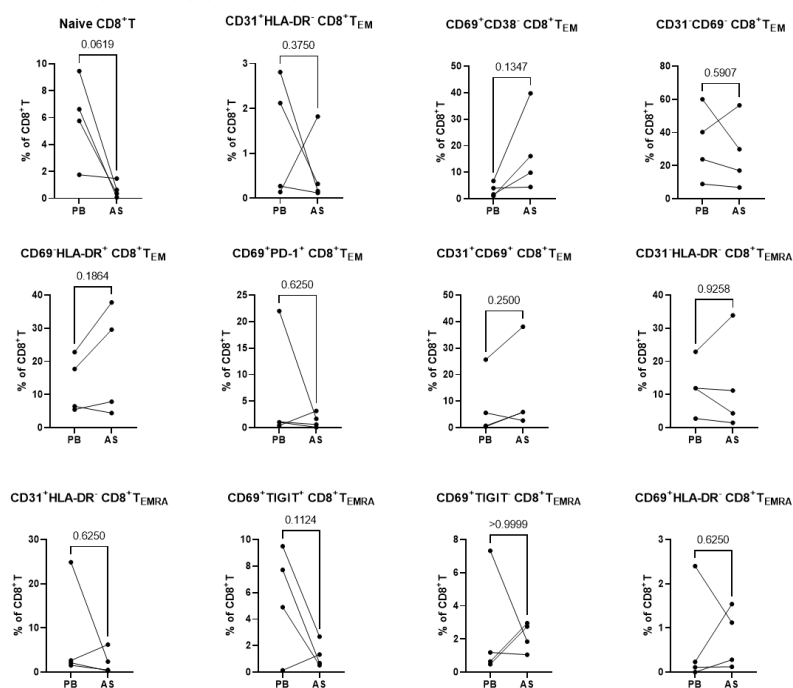 Naive CD8⁺T
0.0619
% of CD8⁺T
10
8
6
4
2
0
PB AS
CD31⁺HLA-DR⁻ CD8⁺T_EM
0.3750
% of CD8⁺T
3
2
1
0
PB AS
CD69⁺CD38⁻ CD8⁺T_EM
0.1347
% of CD8⁺T
50
40
30
20
10
0
PB AS
CD31⁻CD69⁻ CD8⁺T_EM
0.5907
% of CD8⁺T
80
60
40
20
0
PB AS
CD69⁻HLA-DR⁺ CD8⁺T_EM
0.1864
% of CD8⁺T
40
30
20
10
0
PB AS
CD69⁺PD-1⁺ CD8⁺T_EM
0.6250
% of CD8⁺T
25
20
15
10
5
0
PB AS
CD31⁺CD69⁺ CD8⁺T_EM
0.2500
% of CD8⁺T
50
40
30
20
10
0
PB AS
CD31⁻HLA-DR⁻ CD8⁺T_EMRA
0.9258
% of CD8⁺T
40
30
20
10
0
PB AS
CD31⁺HLA-DR⁻ CD8⁺T_EMRA
0.6250
% of CD8⁺T
30
20
10
0
PB AS
CD69⁺TIGIT⁺ CD8⁺T_EMRA
0.1124
% of CD8⁺T
10
8
6
4
2
0
PB AS
CD69⁺TIGIT⁻ CD8⁺T_EMRA
>0.9999
% of CD8⁺T
8
6
4
2
0
PB AS
CD69⁺HLA-DR⁻ CD8⁺T_EMRA
0.6250
% of CD8⁺T
3
2
1
0
PB AS